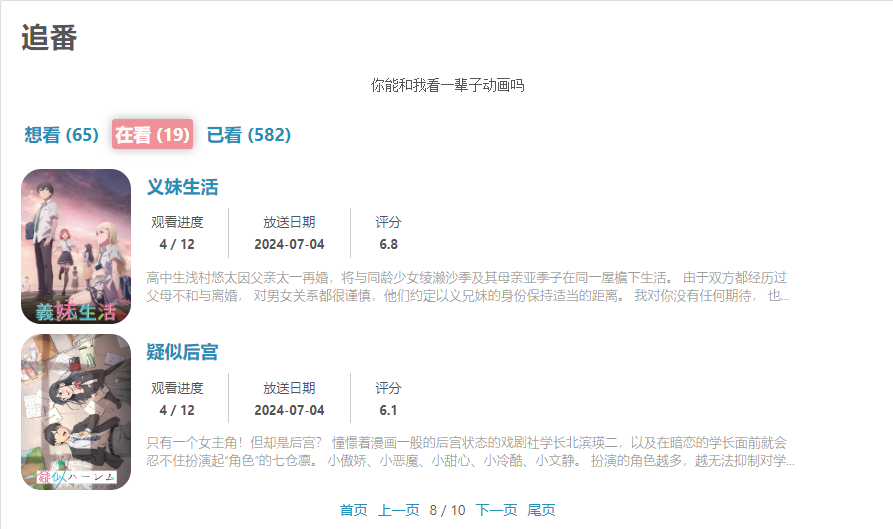 追番
你能和我看一辈子动画吗
想看 (65) 在看 (19) 已看 (582)
义妹生活
观看进度 放送日期 评分
4 / 12 2024-07-04 6.8
高中生浅村悠太因父亲太一再婚，将与同龄少女绫濑沙季及其母亲亚季子在同一屋檐下生活。 由于双方都经历过
父母不和与离婚， 对男女关系都很谨慎，他们约定以义兄妹的身份保持适当的距离。 我对你没有任何期待， 也...
義妹生活
疑似后宫
观看进度 放送日期 评分
4 / 12 2024-07-04 6.1
只有一个女主角！但却是后宫？ 憧憬着漫画一般的后宫状态的戏剧社学长北滨瑛二，以及在暗恋的学长面前就会
忍不住扮演起“角色”的七仓凛。 小傲娇、小恶魔、小甜心、小冷酷、小文静。 扮演的角色越多，越无法抑制对学...
疑似ハーレム
首页 上一页 8 / 10 下一页 尾页